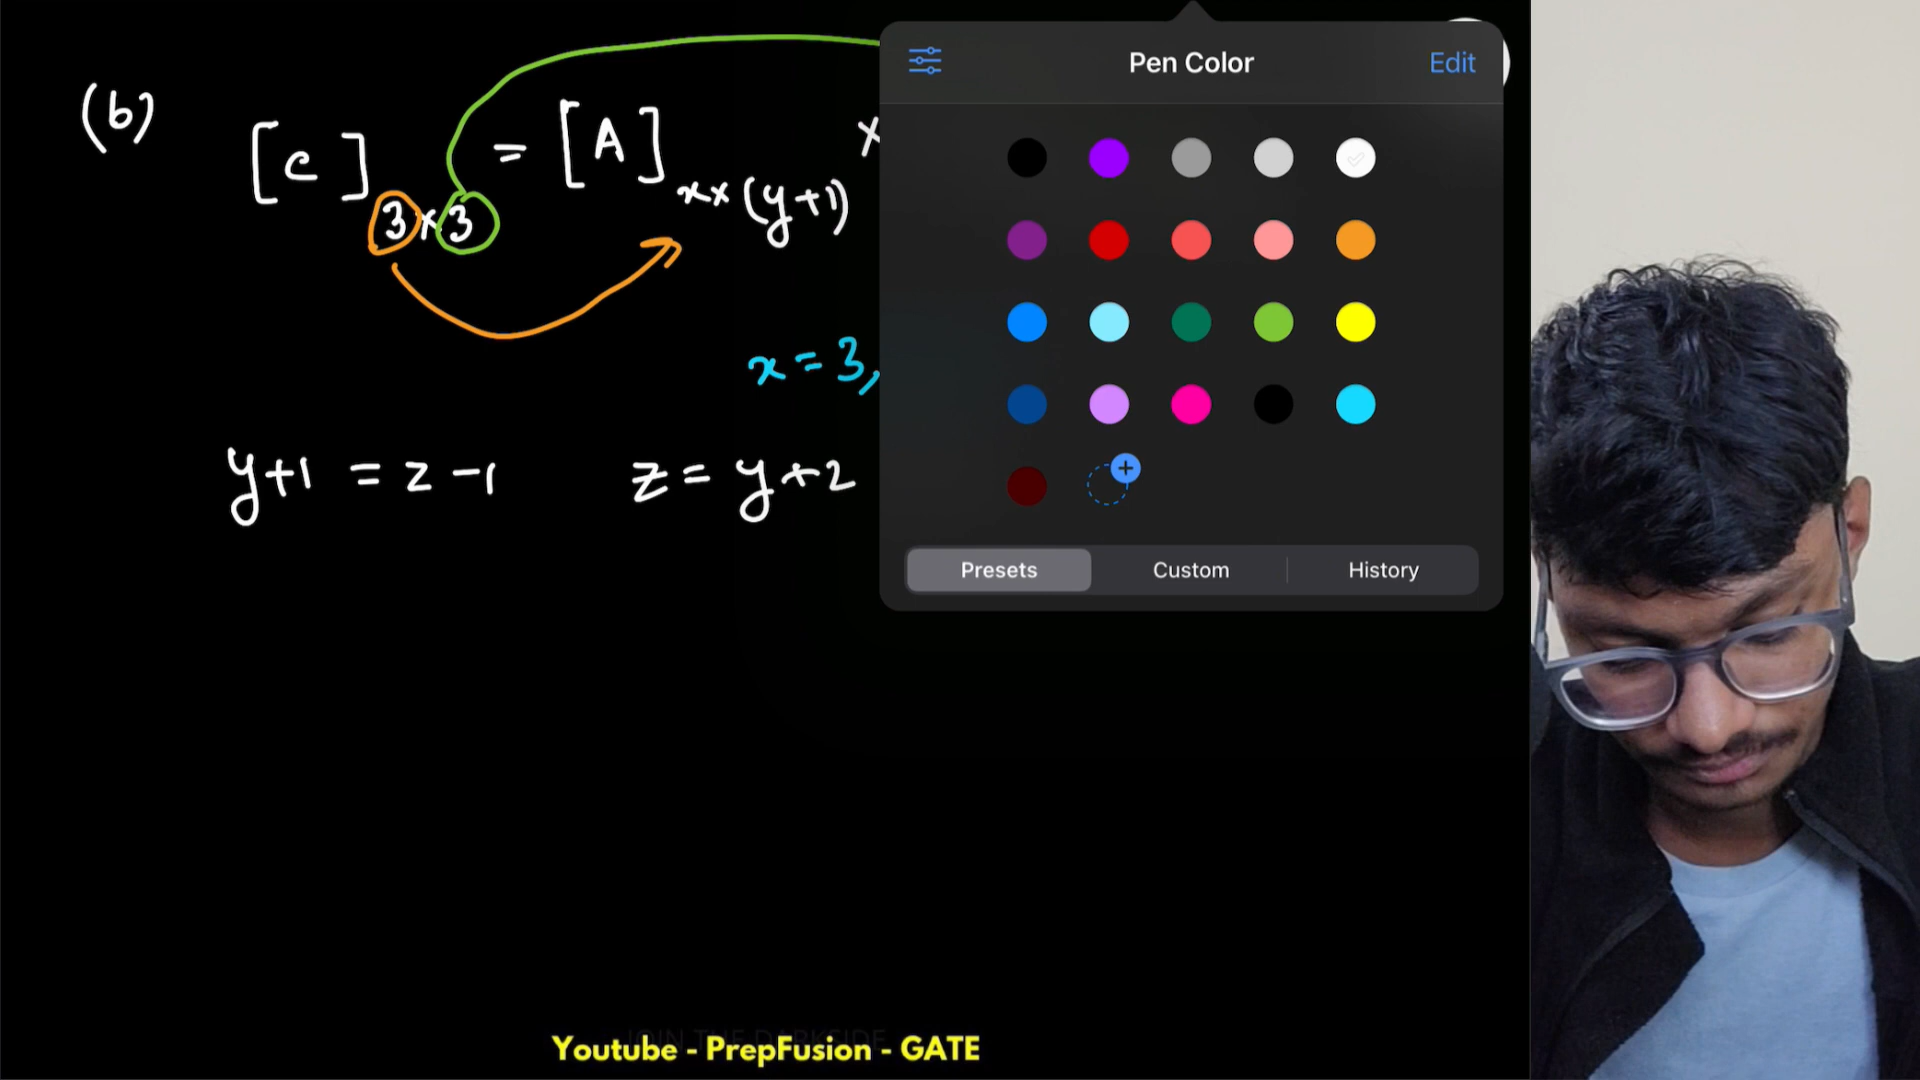 (b) [C]3×3 = [A]x×(y+1) ×
x = 3,
y+1 = z-1 z = y+2
Pen Color Edit
Presets Custom History
Youtube - PrepFusion - GATE